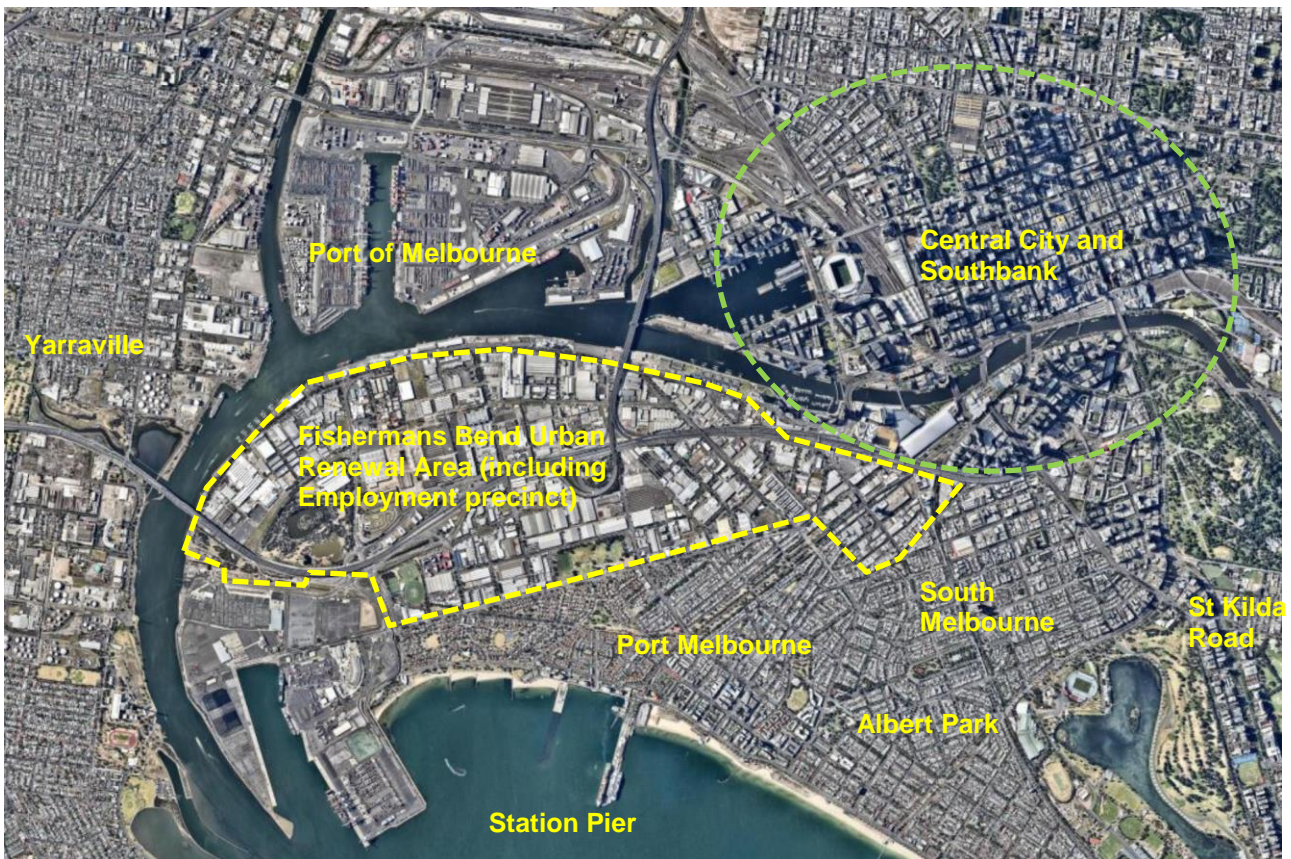 Port of Melbourne
Central City and
Southbank
Yarraville
Fishermans Bend Urban
Renewal Area (including
Employment precinct)
South
Melbourne
St Kilda
Road
Port Melbourne
Albert Park
Station Pier